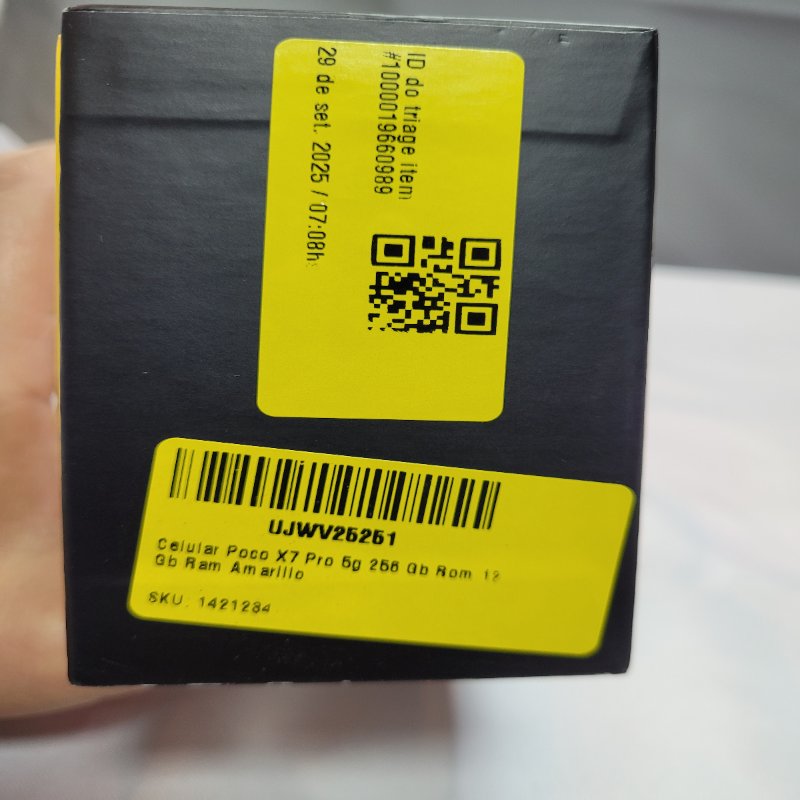 ID do triage item
#1000019660989
29 de set. 2025 / 07:08h
UJWV25251
Celular Poco X7 Pro 5g 256 Gb Rom 12
Gb Ram Amarillo
SKU: 1421284